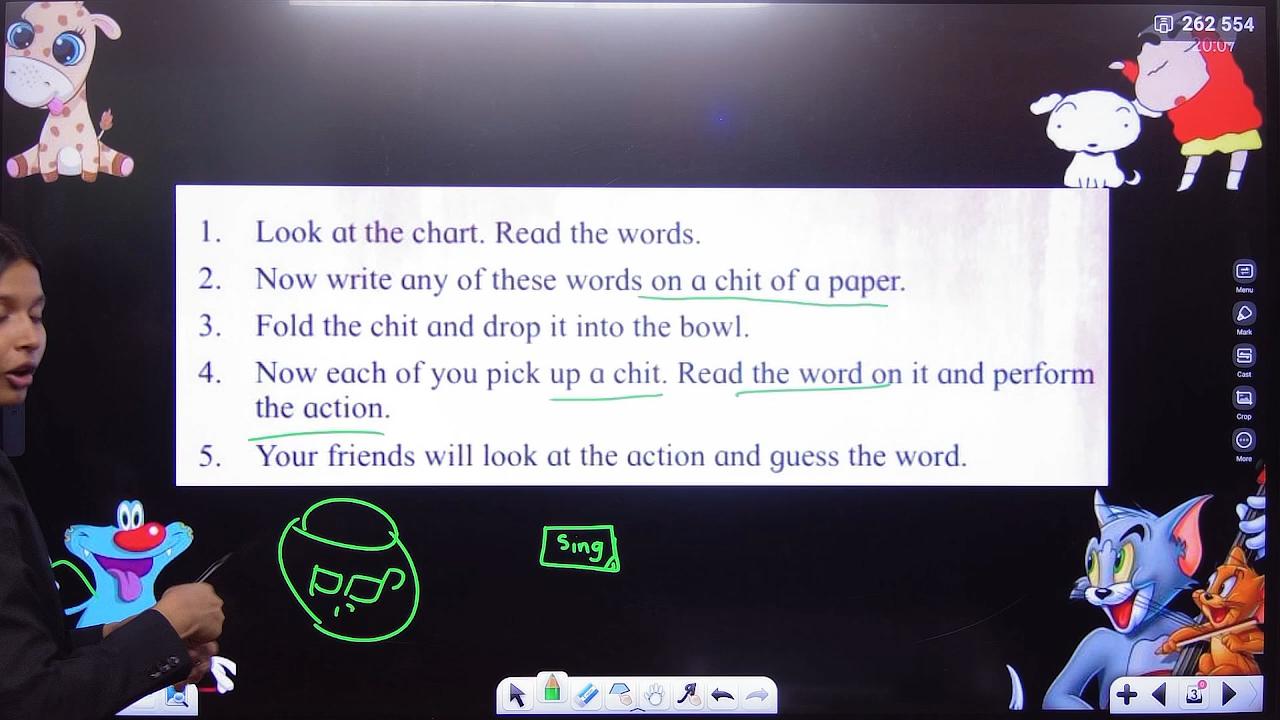 262 554
20:07
1. Look at the chart. Read the words.
2. Now write any of these words on a chit of a paper.
3. Fold the chit and drop it into the bowl.
4. Now each of you pick up a chit. Read the word on it and perform
the action.
5. Your friends will look at the action and guess the word.
Sing
Menu
Mark
Cast
Crop
More
3